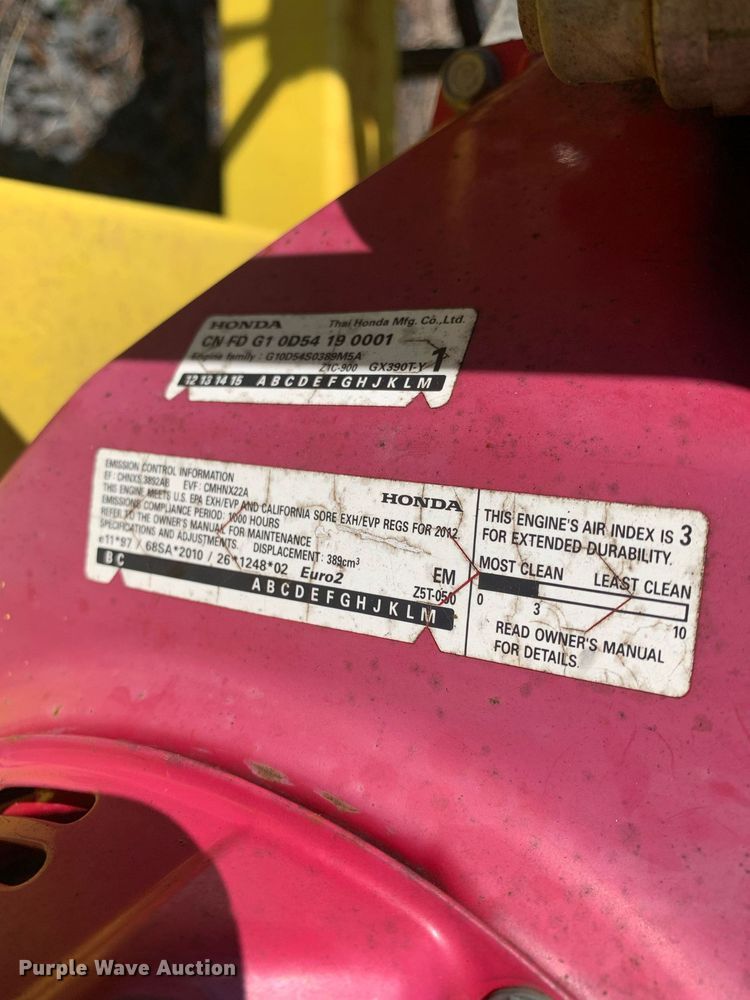 HONDA Thai Honda Mfg. Co.,Ltd.
CN FD G1 0D54 19 0001
Engine family : G10D54S0389M5A
Z1C-900 GX390T-Y 1
12 13 14 15 A B C D E F G H J K L M
EMISSION CONTROL INFORMATION
EF: CHNXS.3892AB EVF: CMHNX22A HONDA
THIS ENGINE MEETS U.S. EPA EXH/EVP AND CALIFORNIA SORE EXH/EVP REGS FOR 2012.
EMISSIONS COMPLIANCE PERIOD: 1000 HOURS
REFER TO THE OWNER'S MANUAL FOR MAINTENANCE
SPECIFICATIONS AND ADJUSTMENTS. DISPLACEMENT: 389cm³
e11*97 / 68SA*2010 / 26*1248*02 Euro2 EM
Z5T-050
B C A B C D E F G H J K L M
THIS ENGINE'S AIR INDEX IS 3
FOR EXTENDED DURABILITY.
MOST CLEAN LEAST CLEAN
0 3 10
READ OWNER'S MANUAL
FOR DETAILS.
Purple Wave Auction